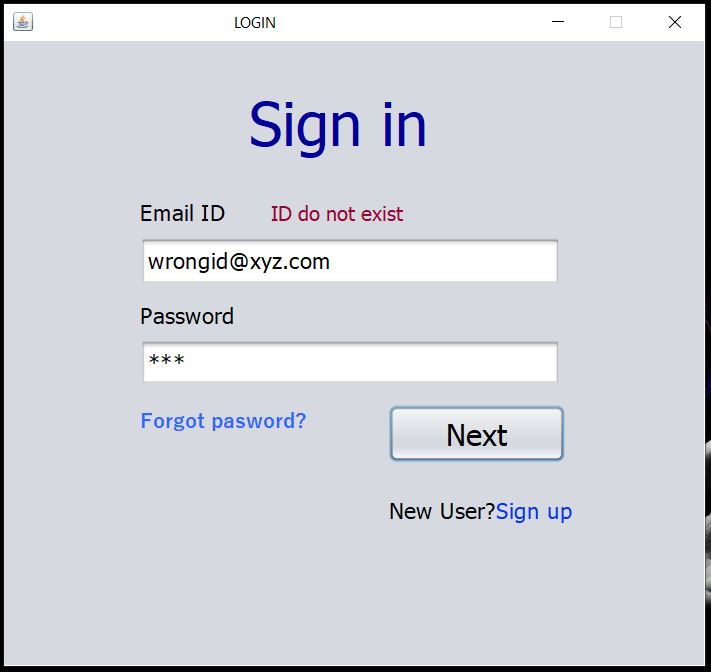 LOGIN
Sign in
Email ID ID do not exist
wrongid@xyz.com
Password
***
Forgot pasword?
Next
New User?Sign up